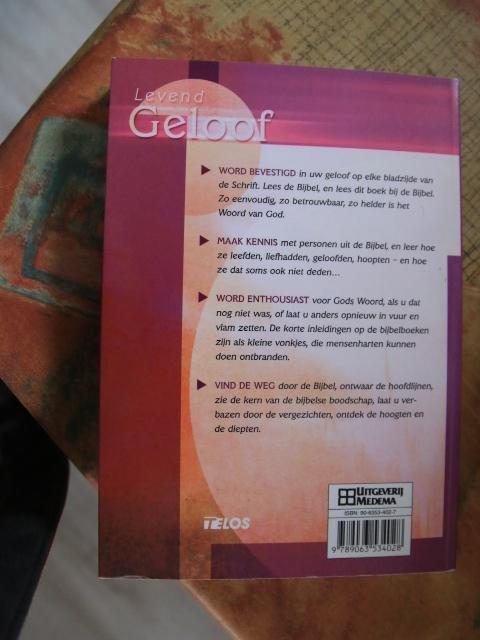 Levend
Geloof
WORD BEVESTIGD in uw geloof op elke bladzijde van
de Schrift. Lees de Bijbel, en lees dit boek bij de Bijbel.
Zo eenvoudig, zo betrouwbaar, zo helder is het
Woord van God.
MAAK KENNIS met personen uit de Bijbel, en leer hoe
ze leefden, liefhadden, geloofden, hoopten – en hoe
ze dat soms ook niet deden...
WORD ENTHOUSIAST voor Gods Woord, als u dat
nog niet was, of laat u anders opnieuw in vuur en
vlam zetten. De korte inleidingen op de bijbelboeken
zijn als kleine vonkjes, die mensenharten kunnen
doen ontbranden.
VIND DE WEG door de Bijbel, ontwaar de hoofdlijnen,
zie de kern van de bijbelse boodschap, laat u ver-
bazen door de vergezichten, ontdek de hoogten en
de diepten.
UITGEVERIJ
MEDEMA
ISBN: 90-6353-402-7
TELOS
9 789063 534028